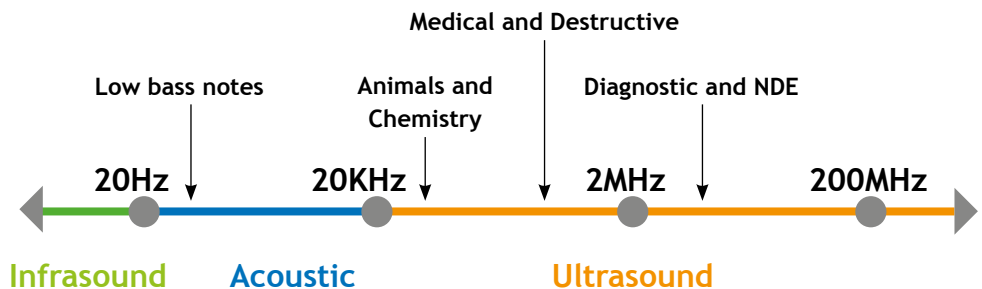 Medical and Destructive
Low bass notes
Animals and
Chemistry
Diagnostic and NDE
20Hz
20KHz
2MHz
200MHz
Infrasound
Acoustic
Ultrasound